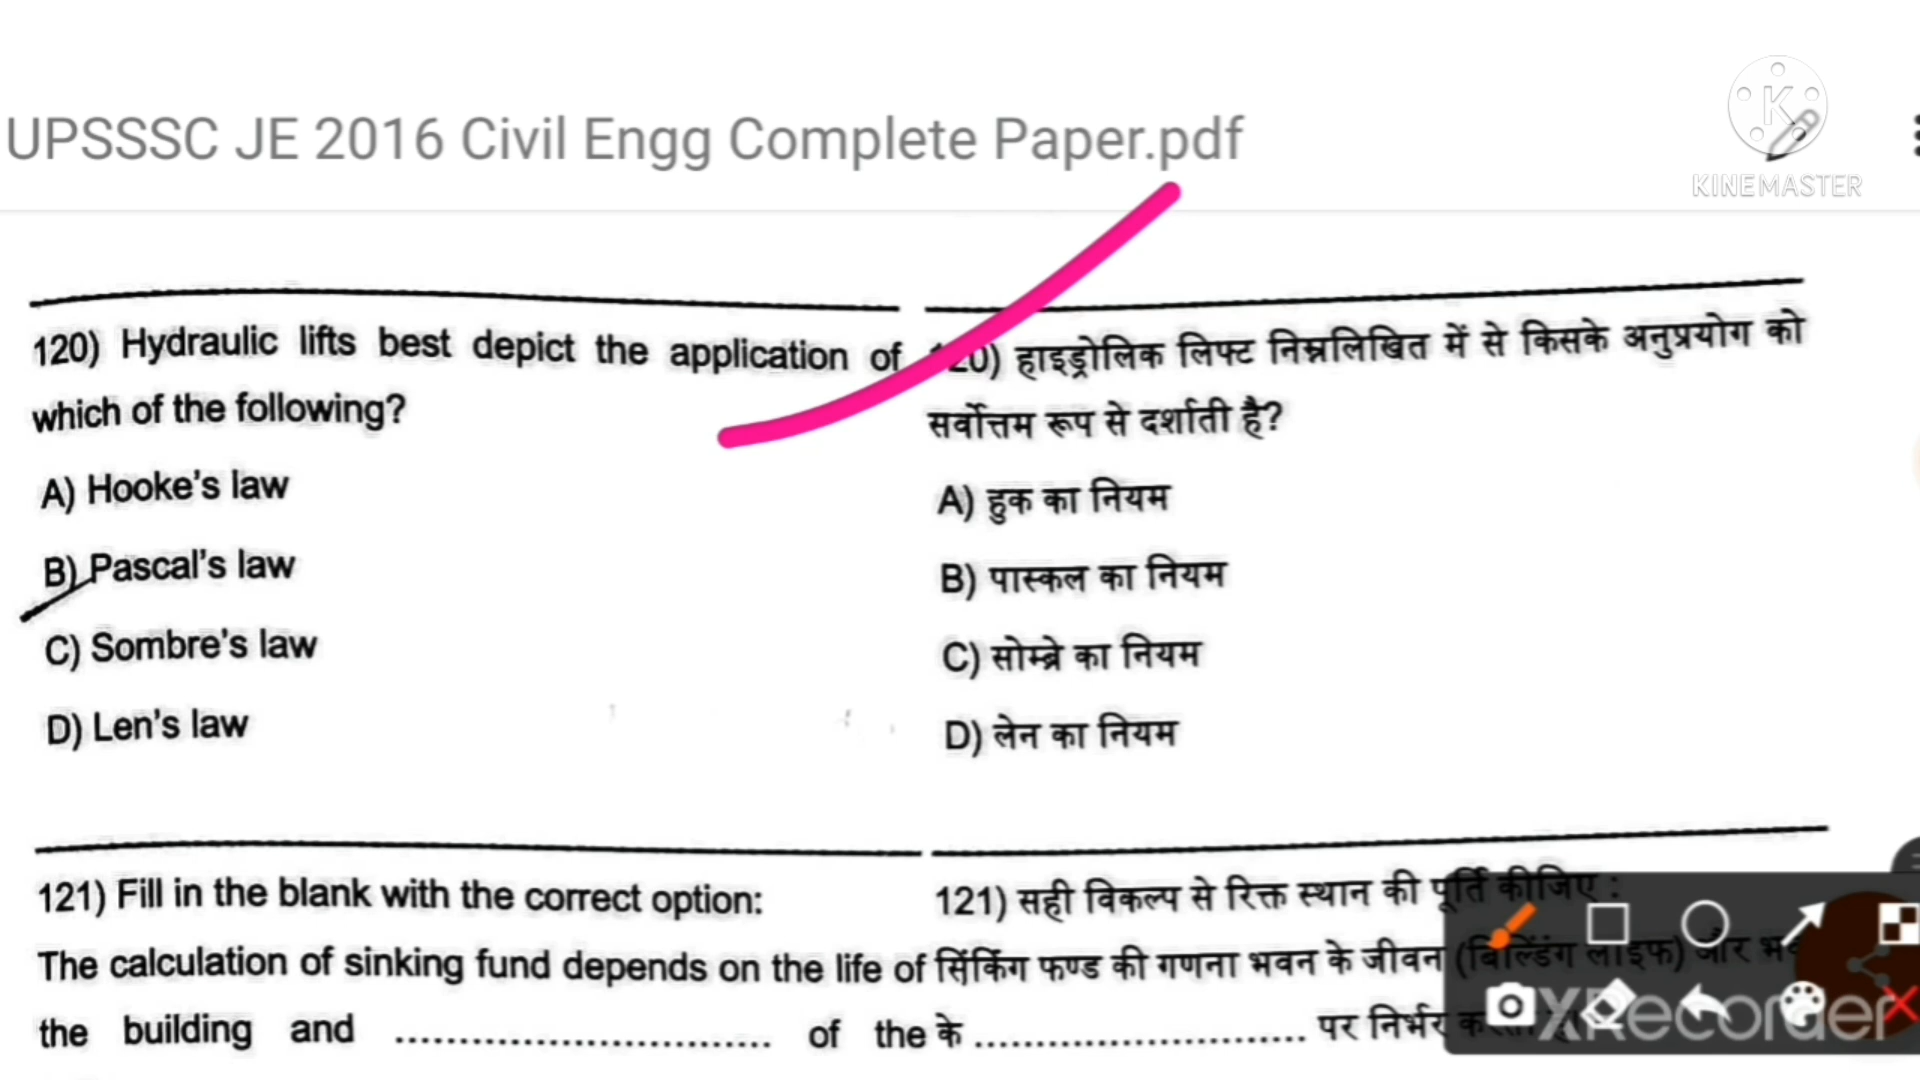 UPSSSC JE 2016 Civil Engg Complete Paper.pdf
KINEMASTER
120) Hydraulic lifts best depict the application of
which of the following?
A) Hooke's law
B) Pascal's law
C) Sombre's law
D) Len's law
120) हाइड्रोलिक लिफ्ट निम्नलिखित में से किसके अनुप्रयोग को
सर्वोत्तम रूप से दर्शाती है?
A) हुक का नियम
B) पास्कल का नियम
C) सोम्ब्रे का नियम
D) लेन का नियम
121) Fill in the blank with the correct option:
The calculation of sinking fund depends on the life of
the building and ............................. of the
121) सही विकल्प से रिक्त स्थान की पूर्ति कीजिए :
सिंकिंग फण्ड की गणना भवन के जीवन (बिल्डिंग लाइफ) और
के .......................... पर निर्भर
XRecorder